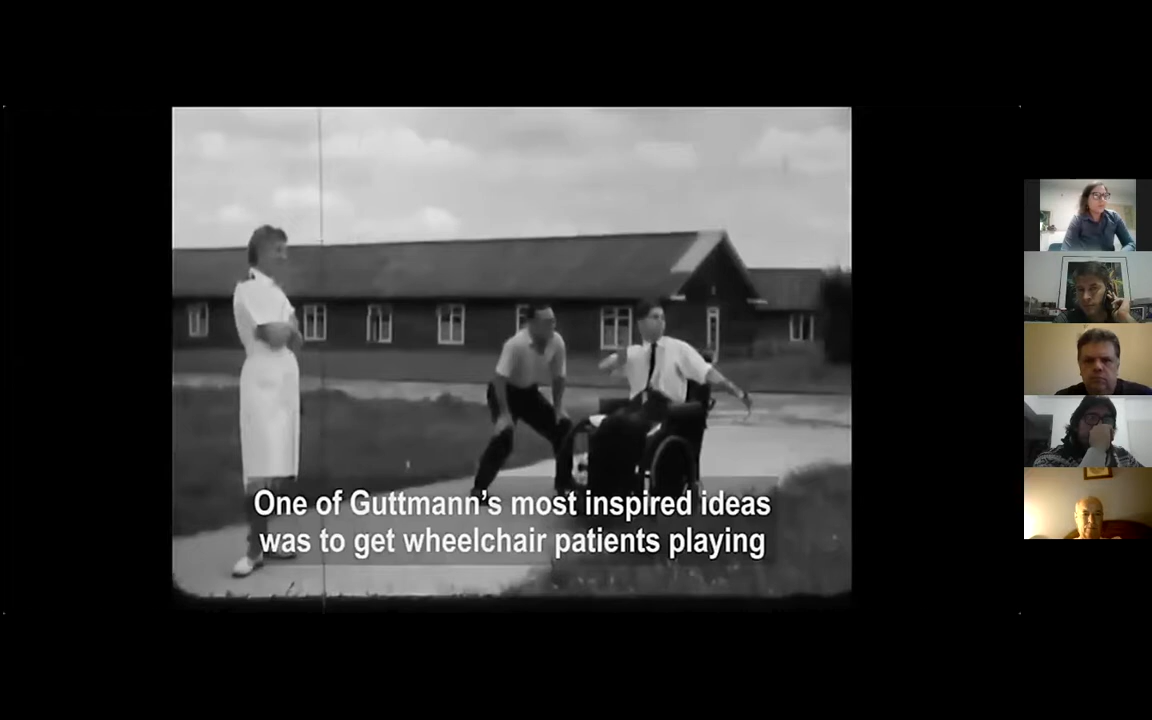 One of Guttmann’s most inspired ideas
was to get wheelchair patients playing